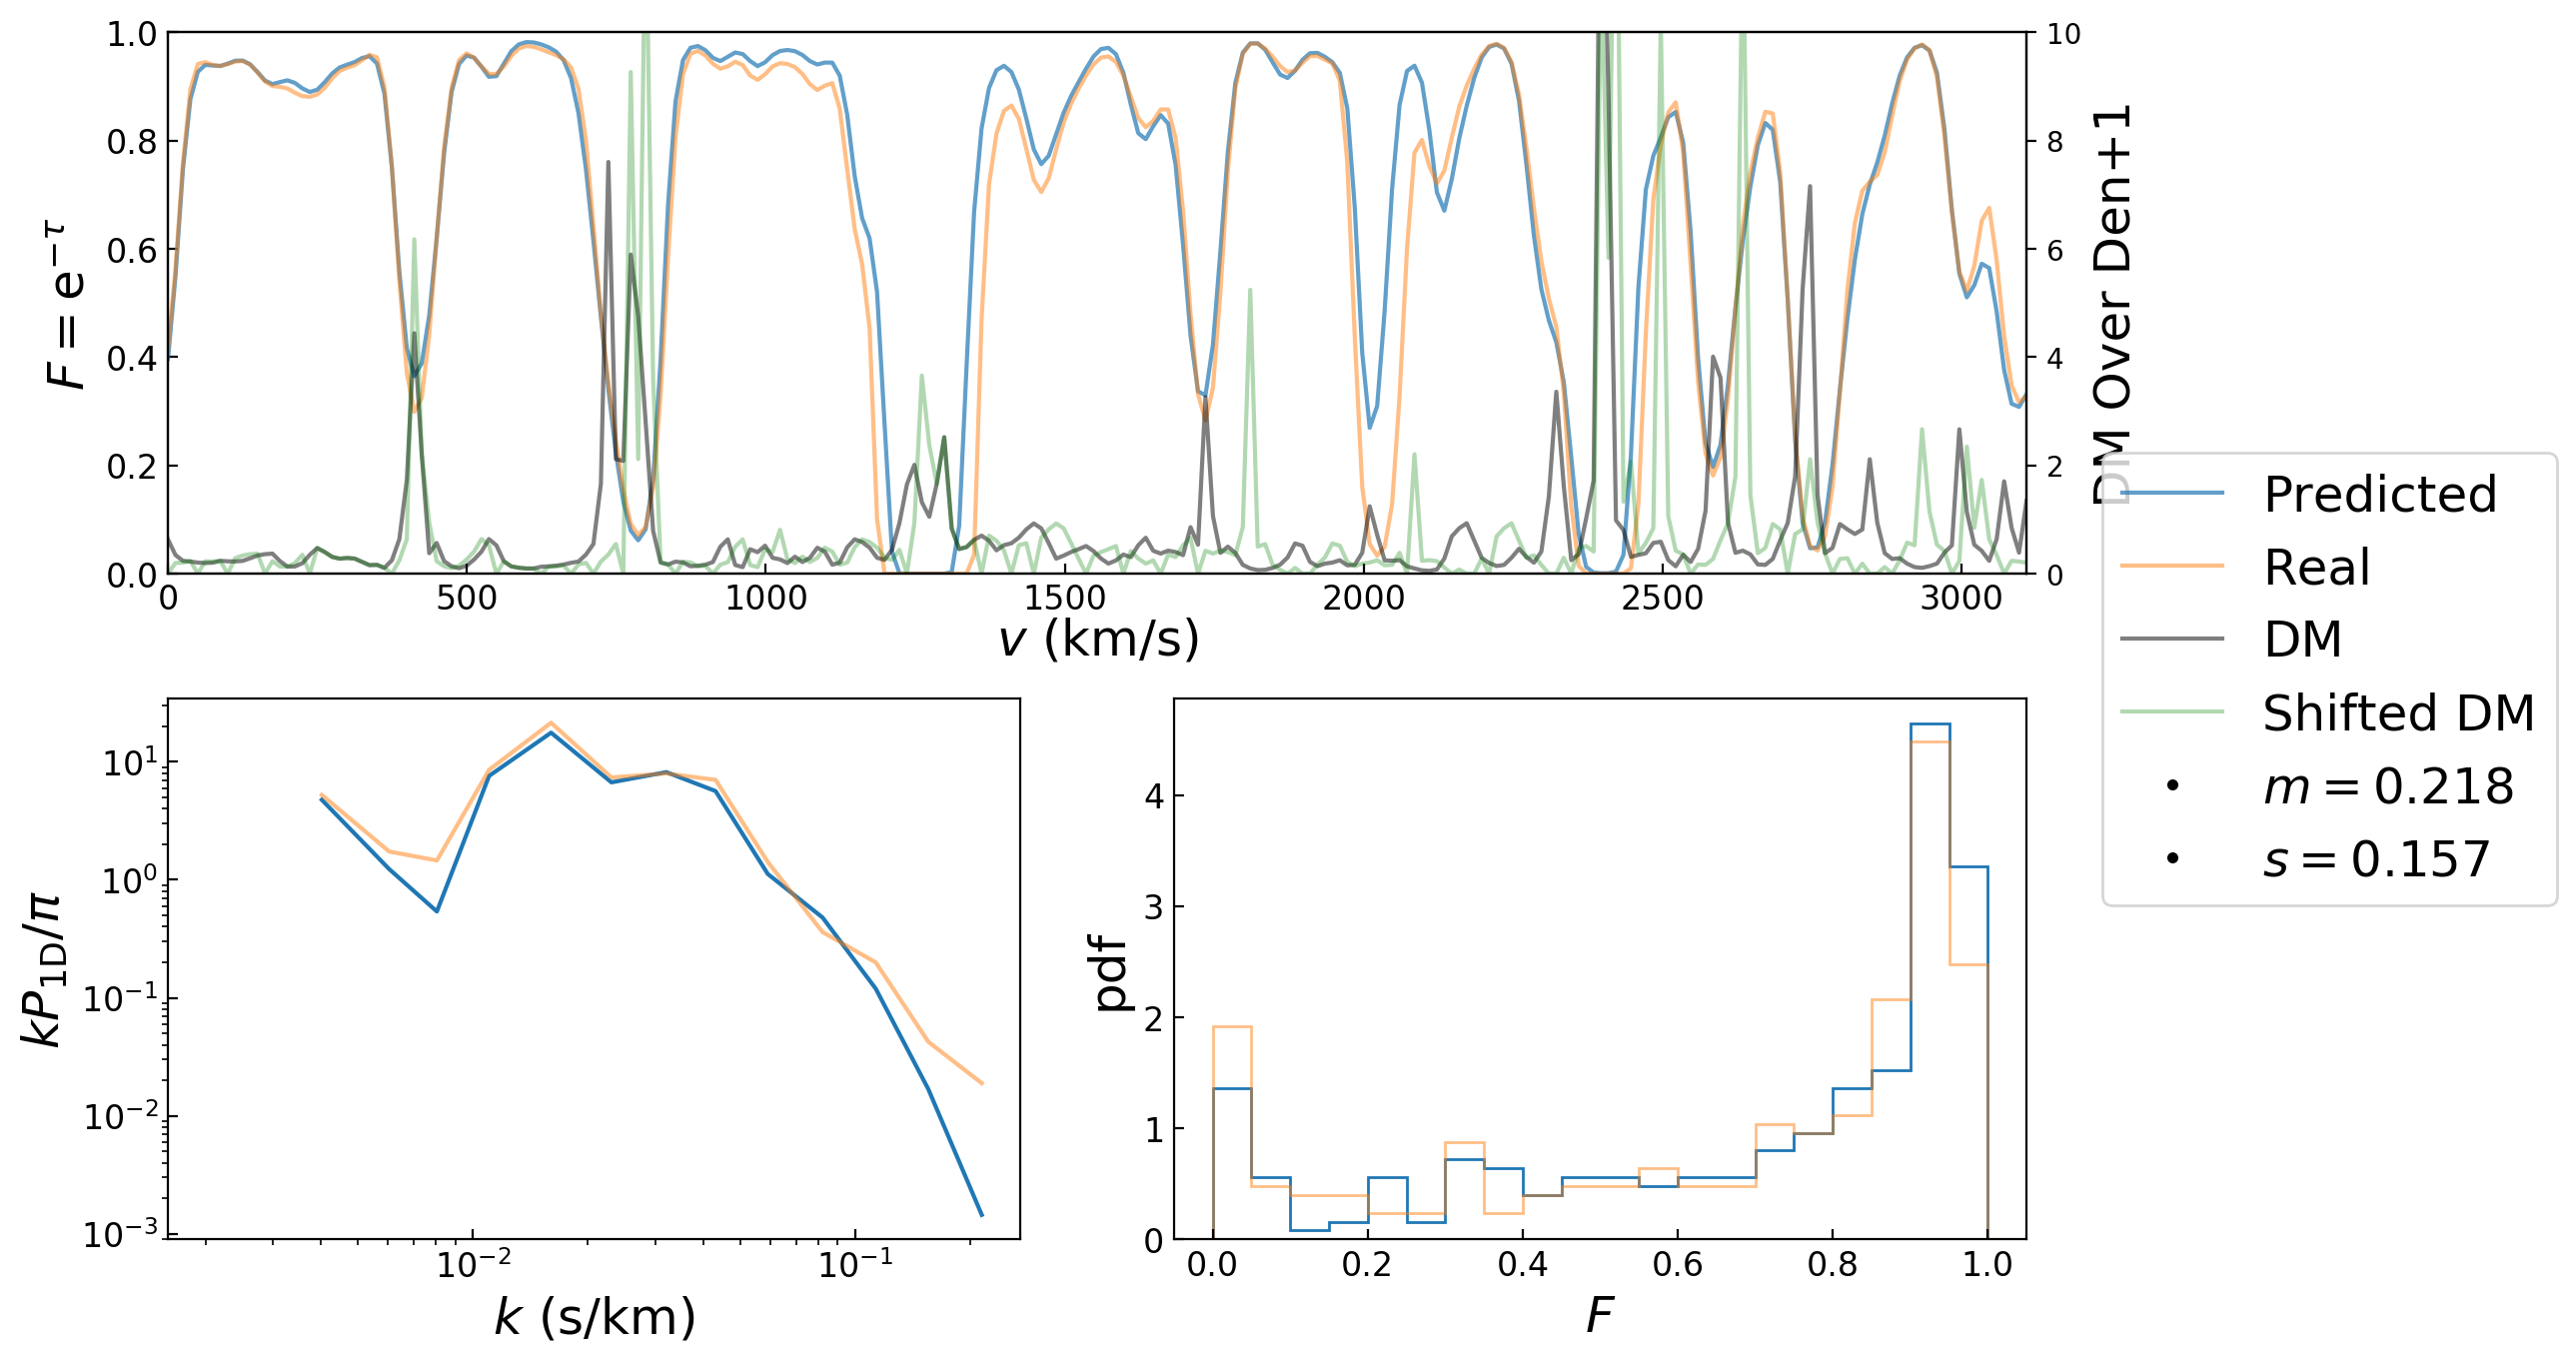 F = e^{-τ}
1.0
0.8
0.6
0.4
0.2
0.0
10
8
6
4
2
0
DM Over Den+1
0 500 1000 1500 2000 2500 3000
v (km/s)
Predicted
Real
DM
Shifted DM
m = 0.218
s = 0.157
kP_{1D}/π
10^1
10^0
10^{-1}
10^{-2}
10^{-3}
10^{-2} 10^{-1}
k (s/km)
pdf
4
3
2
1
0
0.0 0.2 0.4 0.6 0.8 1.0
F